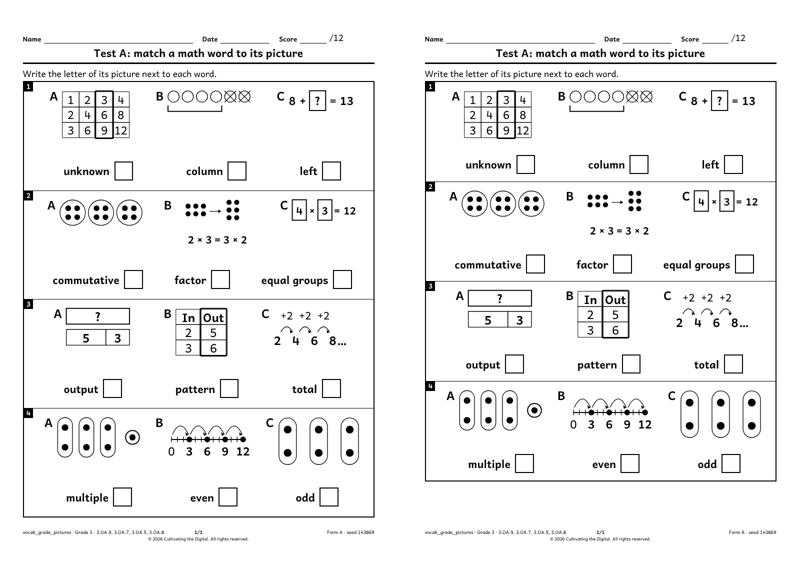 Name Date Score /12
Test A: match a math word to its picture
Write the letter of its picture next to each word.
1
A 1 2 3 4
2 4 6 8
3 6 9 12
B
C 8 + ? = 13
unknown column left
2
A
B
2 × 3 = 3 × 2
C 4 × 3 = 12
commutative factor equal groups
3
A ?
5 3
B In Out
2 5
3 6
C +2 +2 +2
2 4 6 8...
output pattern total
4
A
B
0 3 6 9 12
C
multiple even odd
vocab_grade_pictures · Grade 3 · 3.OA.9, 3.OA.7, 3.OA.5, 3.OA.8 1/1 Form A · seed 143869
© 2026 Cultivating the Digital. All rights reserved.
Name Date Score /12
Test A: match a math word to its picture
Write the letter of its picture next to each word.
1
A 1 2 3 4
2 4 6 8
3 6 9 12
B
C 8 + ? = 13
unknown column left
2
A
B
2 × 3 = 3 × 2
C 4 × 3 = 12
commutative factor equal groups
3
A ?
5 3
B In Out
2 5
3 6
C +2 +2 +2
2 4 6 8...
output pattern total
4
A
B
0 3 6 9 12
C
multiple even odd
vocab_grade_pictures · Grade 3 · 3.OA.9, 3.OA.7, 3.OA.5, 3.OA.8 1/1 Form A · seed 143869
© 2026 Cultivating the Digital. All rights reserved.